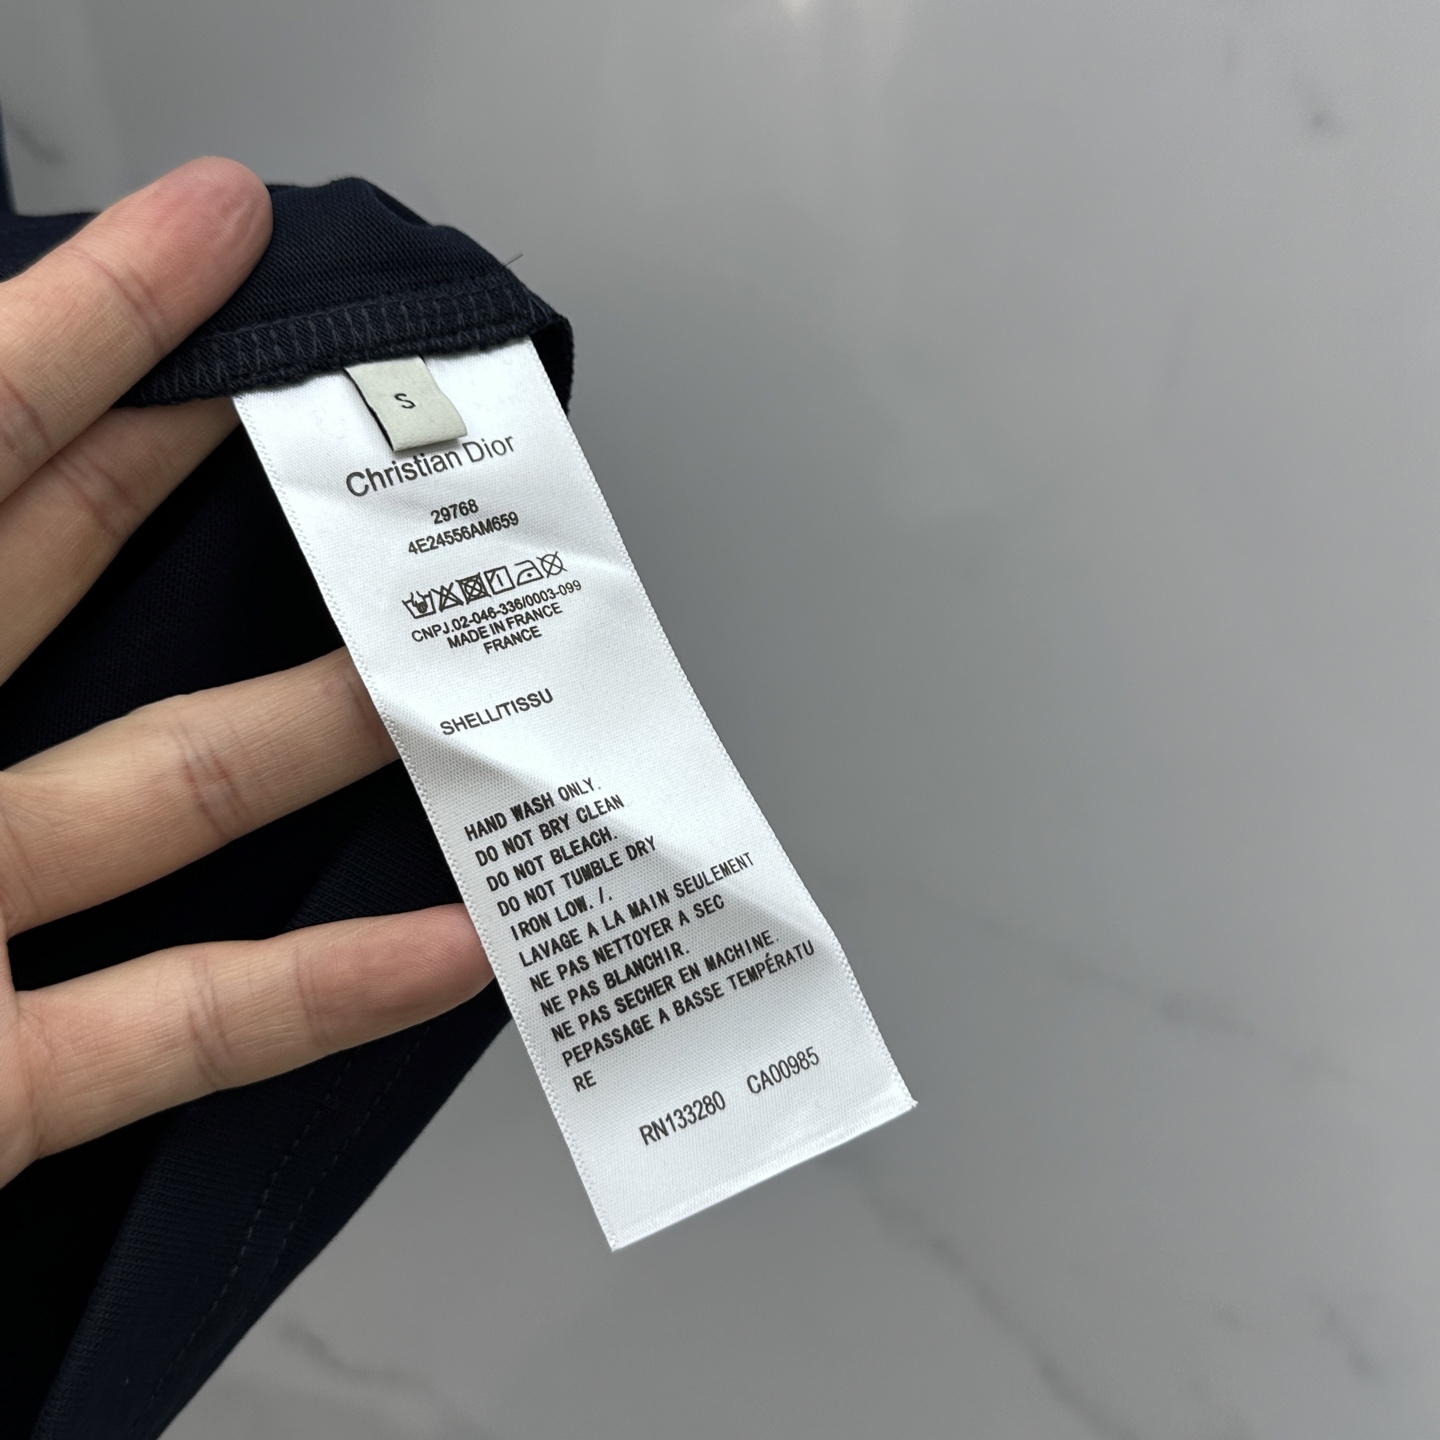 S
Christian Dior
29768
4E24556AM659
CNPJ.02-046-336/0003-099
MADE IN FRANCE
FRANCE
SHELL/TISSU
HAND WASH ONLY.
DO NOT BRY CLEAN
DO NOT BLEACH.
DO NOT TUMBLE DRY
IRON LOW. /.
LAVAGE A LA MAIN SEULEMENT
NE PAS NETTOYER A SEC
NE PAS BLANCHIR.
NE PAS SECHER EN MACHINE.
PEPASSAGE A BASSE TEMPÉRATU
RE
RN133280 CA00985